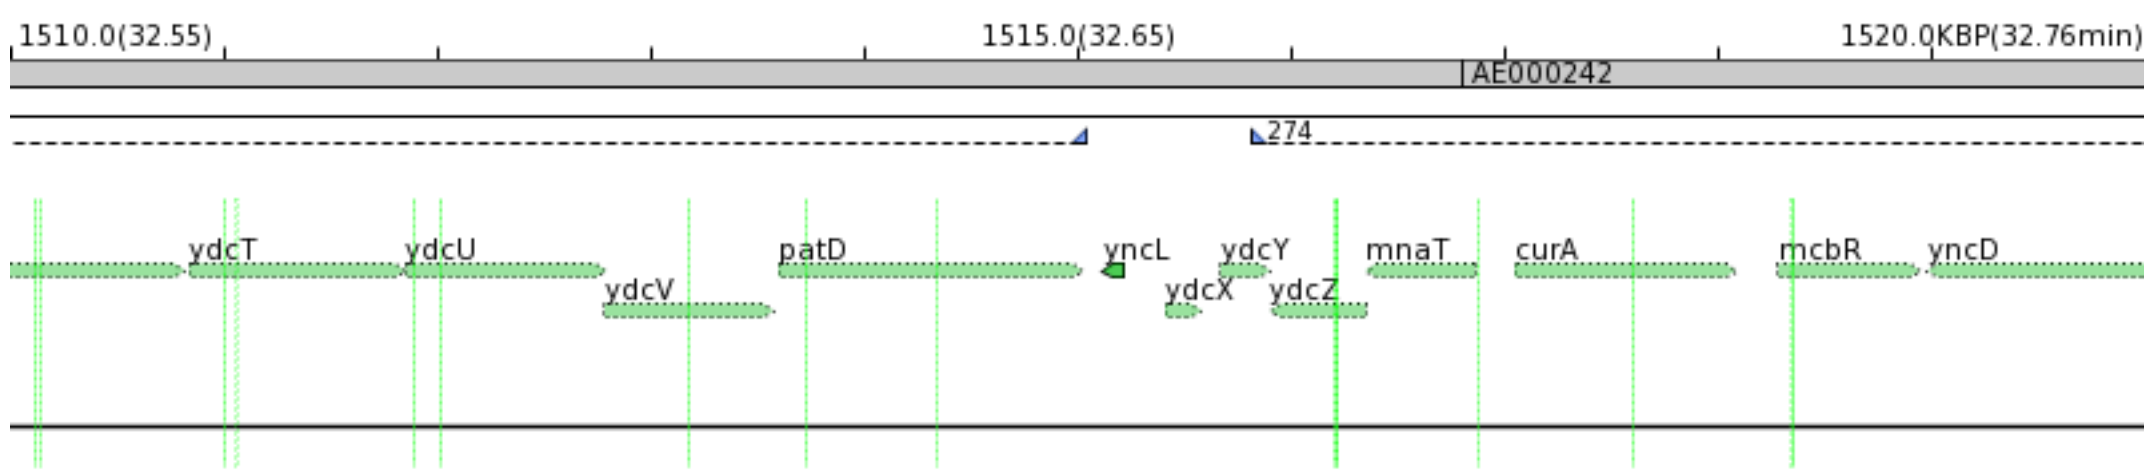 1510.0(32.55) 1515.0(32.65) 1520.0KBP(32.76min)
AE000242
274
ydcT ydcU patD yncL ydcY mnaT curA mcbR yncD
ydcV ydcX ydcZ